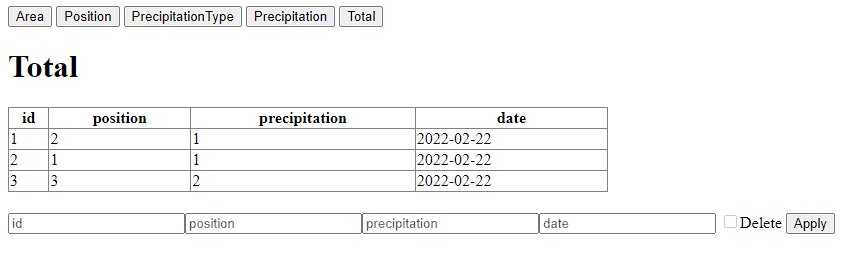 Area Position PrecipitationType Precipitation Total
Total
id position precipitation date
1 2 1 2022-02-22
2 1 1 2022-02-22
3 3 2 2022-02-22
id position precipitation date Delete Apply